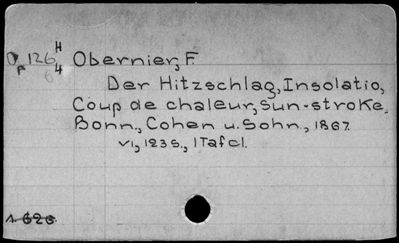 Obernier, F
Der Hitzschlag, Insolatio,
Coup de chaleur, Sun-stroke.
Bonn., Cohen u. Sohn., 1867.
VI, 123 S., 1 Tafel.